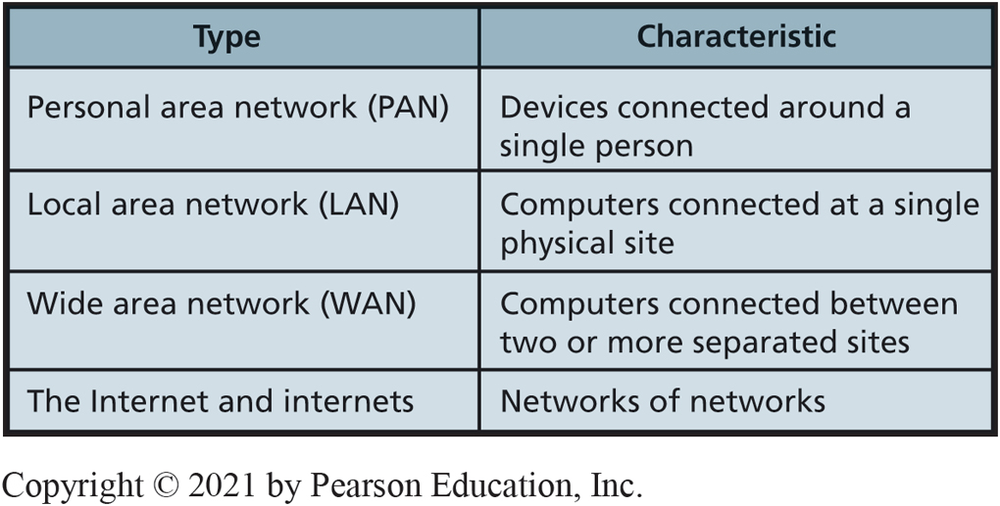 Type
Characteristic
Personal area network (PAN)
Devices connected around a
single person
Local area network (LAN)
Computers connected at a single
physical site
Wide area network (WAN)
Computers connected between
two or more separated sites
The Internet and internets
Networks of networks
Copyright © 2021 by Pearson Education, Inc.